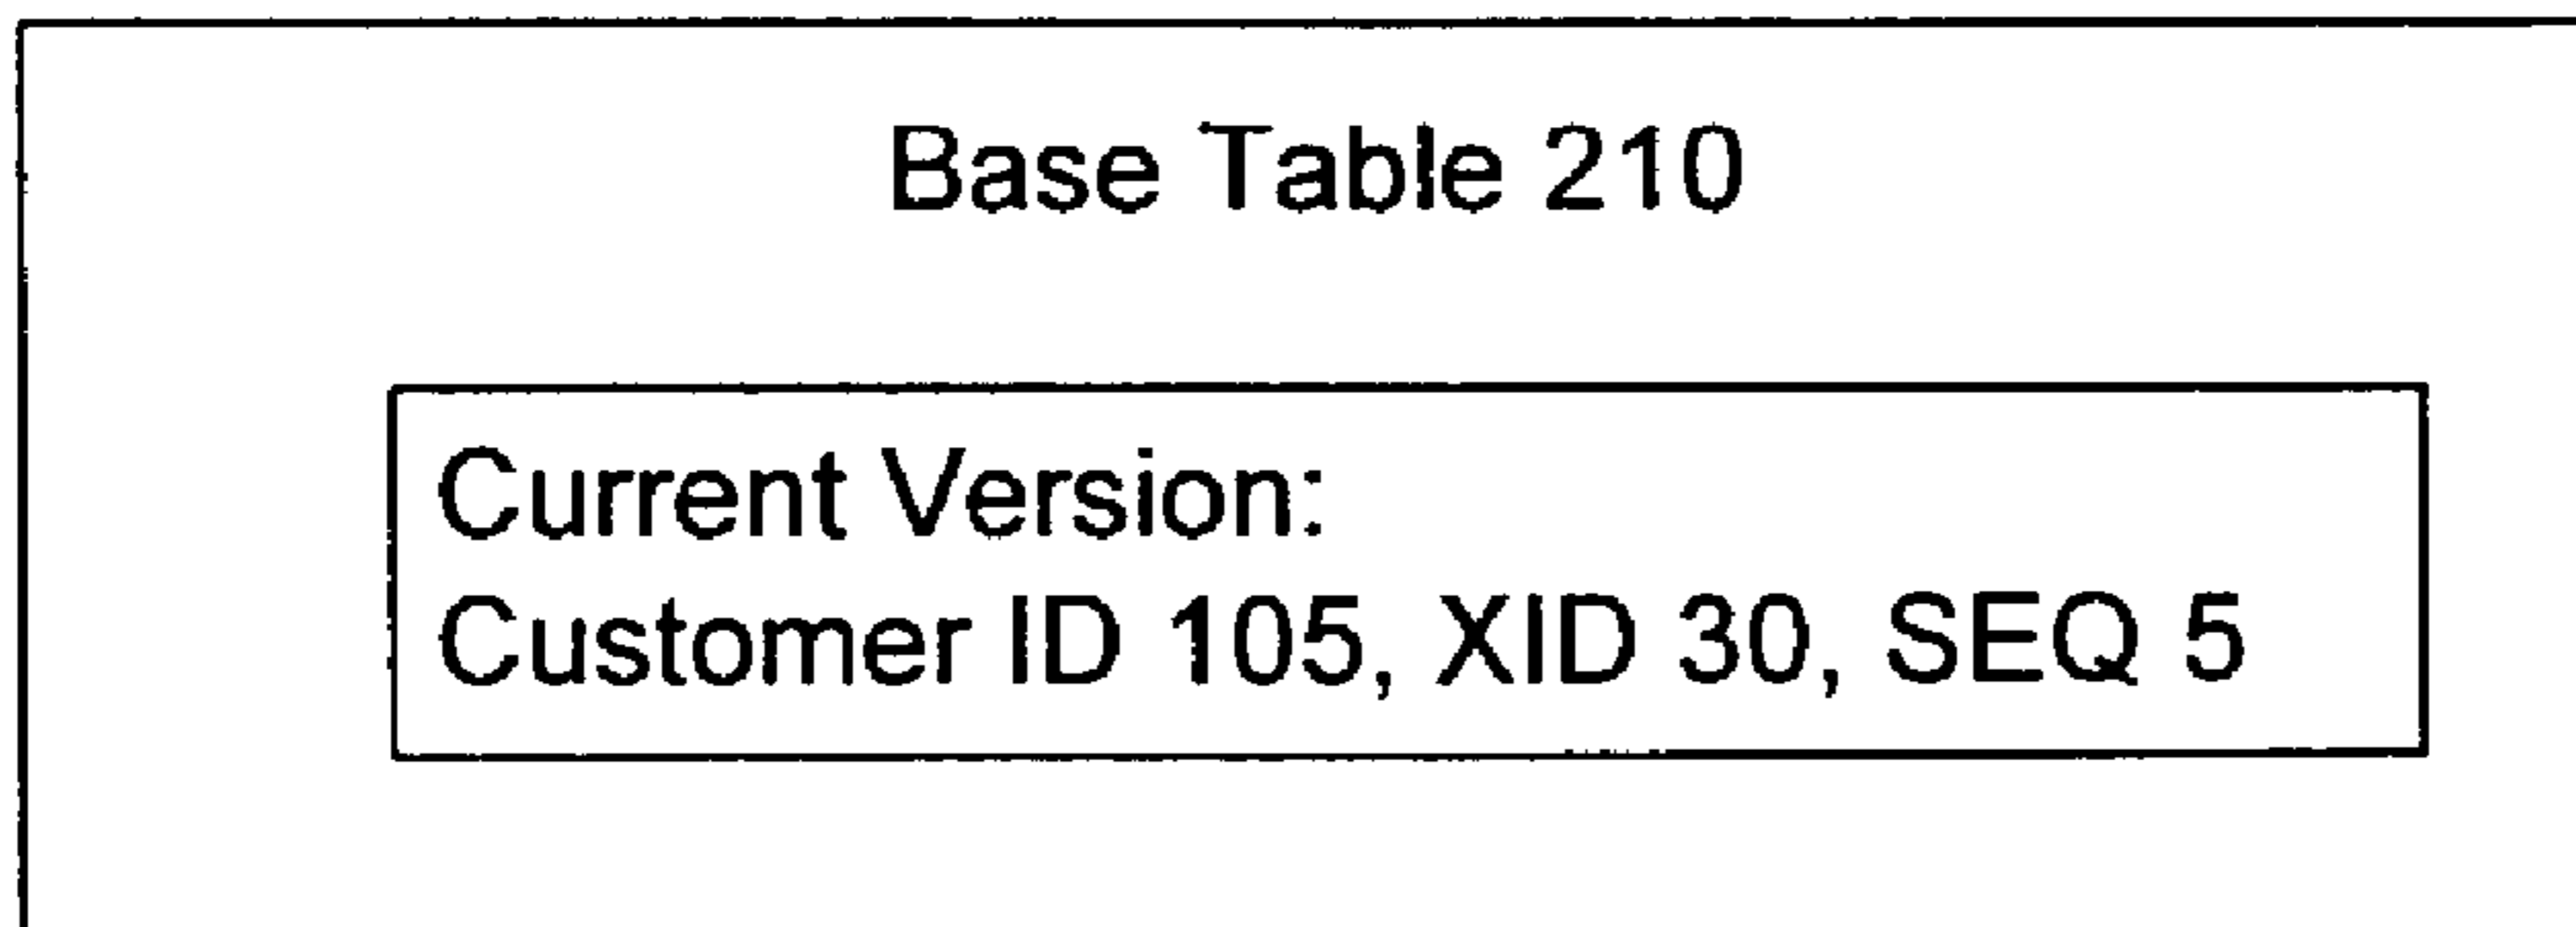 Base Table 210
Current Version:
Customer ID 105, XID 30, SEQ 5